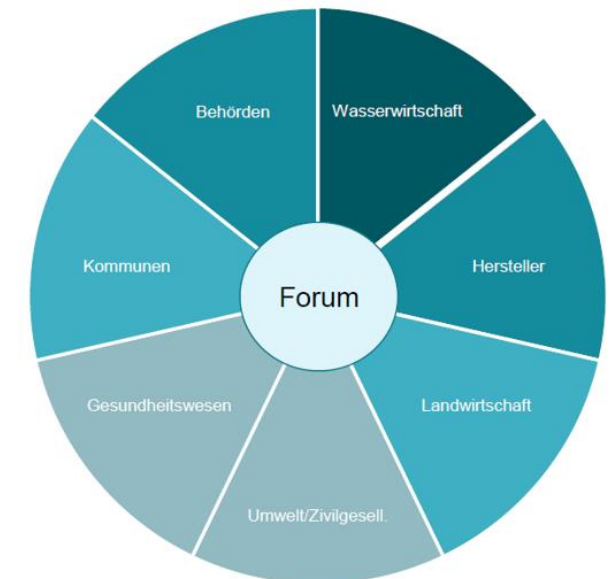 Behörden
Wasserwirtschaft
Kommunen
Hersteller
Forum
Gesundheitswesen
Landwirtschaft
Umwelt/Zivilgesell.